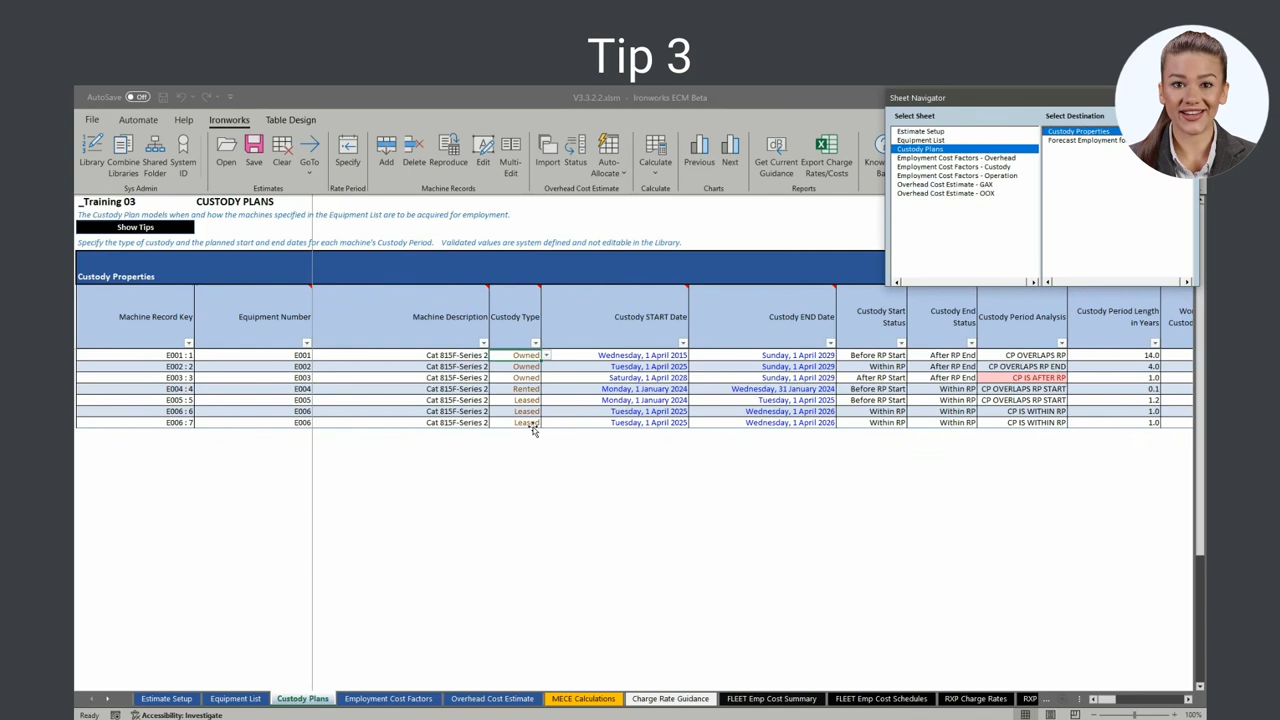 Tip 3
AutoSave Off
V3.3.2.2.xlsm - Ironworks ECM Beta
Sheet Navigator
Select Sheet
Select Destination
Estimate Setup
Equipment List
Custody Plans
Employment Cost Factors - Overhead
Employment Cost Factors - Custody
Employment Cost Factors - Operation
Overhead Cost Estimate - GAX
Overhead Cost Estimate - OOX
Custody Properties
Forecast Employment fo
File Automate Help Ironworks Table Design
Library Combine Libraries Shared Folder System ID Open Save Clear GoTo Specify Add Delete Reproduce Edit Multi-Edit Import Status Auto-Allocate Calculate Previous Next Get Current Guidance Export Charge Rates/Costs Know
Sys Admin Estimates Rate Period Machine Records Overhead Cost Estimate Calculate Charts
_Training 03 CUSTODY PLANS
The Custody Plan models when and how the machines specified in the Equipment List are to be acquired for employment.
Show Tips
Specify the type of custody and the planned start and end dates for each machine's Custody Period. Validated values are system defined and not editable in the Library.
Custody Properties
Machine Record Key Equipment Number Machine Description Custody Type Custody START Date Custody END Date Custody Start Status Custody End Status Custody Period Analysis Custody Period Length in Years Wo Custod
E001 : 1 E001 Cat 815F-Series 2 Owned Wednesday, 1 April 2015 Sunday, 1 April 2029 Before RP Start After RP End CP OVERLAPS RP 14.0
E002 : 2 E002 Cat 815F-Series 2 Owned Tuesday, 1 April 2025 Sunday, 1 April 2029 Within RP After RP End CP OVERLAPS RP END 4.0
E003 : 3 E003 Cat 815F-Series 2 Owned Saturday, 1 April 2028 Sunday, 1 April 2029 After RP End After RP End CP IS AFTER RP 1.0
E004 : 4 E004 Cat 815F-Series 2 Rented Monday, 1 January 2024 Wednesday, 31 January 2024 Before RP Start Within RP CP OVERLAPS RP START 0.1
E005 : 5 E005 Cat 815F-Series 2 Leased Monday, 1 January 2024 Tuesday, 1 April 2025 Before RP Start Within RP CP OVERLAPS RP START 1.2
E006 : 6 E006 Cat 815F-Series 2 Leased Tuesday, 1 April 2025 Wednesday, 1 April 2026 Within RP Within RP CP IS WITHIN RP 1.0
E006 : 7 E006 Cat 815F-Series 2 Leased Tuesday, 1 April 2025 Wednesday, 1 April 2026 Within RP Within RP CP IS WITHIN RP 1.0
Estimate Setup Equipment List Custody Plans Employment Cost Factors Overhead Cost Estimate MECE Calculations Charge Rate Guidance FLEET Emp Cost Summary FLEET Emp Cost Schedules RXP Charge Rates RXP ...
Ready Accessibility: Investigate 100%